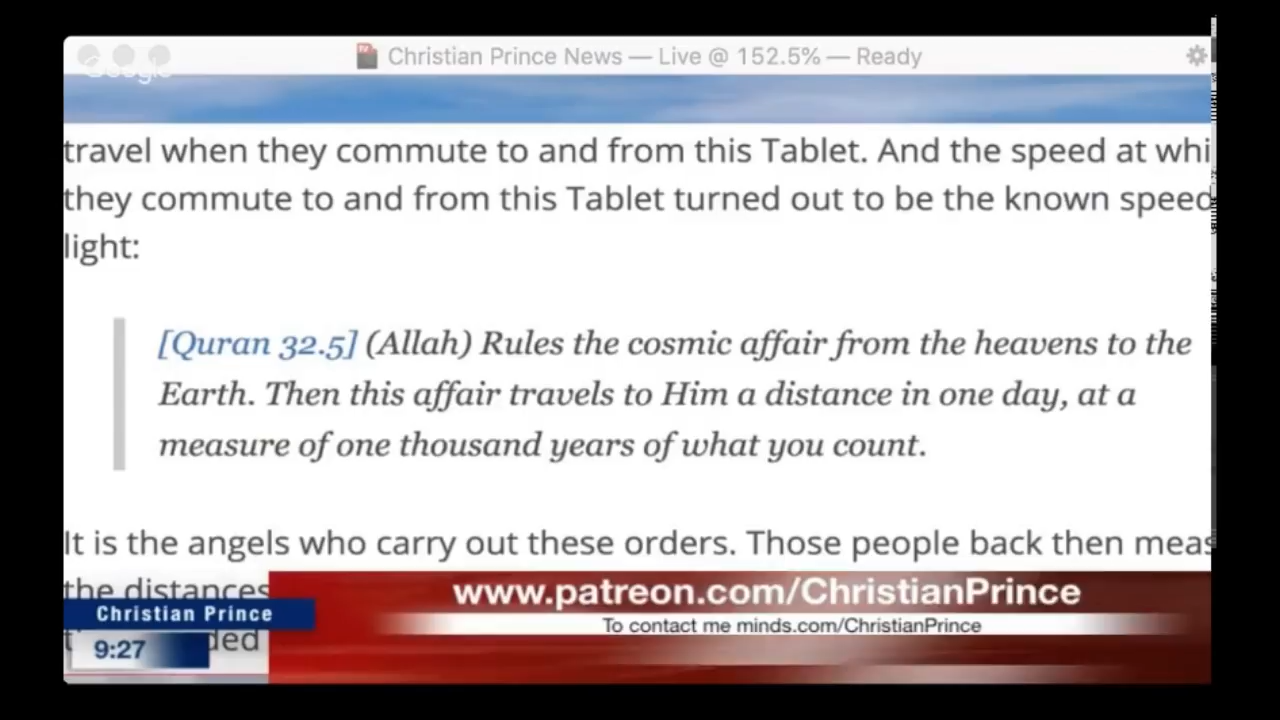 Christian Prince News — Live @ 152.5% — Ready
Google
travel when they commute to and from this Tablet. And the speed at whi
they commute to and from this Tablet turned out to be the known speed
light:
[Quran 32.5] (Allah) Rules the cosmic affair from the heavens to the
Earth. Then this affair travels to Him a distance in one day, at a
measure of one thousand years of what you count.
It is the angels who carry out these orders. Those people back then meas
the distances
www.patreon.com/ChristianPrince
Christian Prince
To contact me minds.com/ChristianPrince
9:27